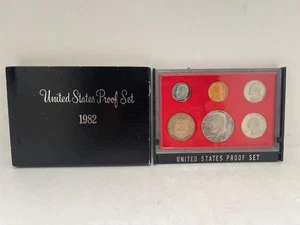 United States Proof Set
1982
UNITED STATES PROOF SET